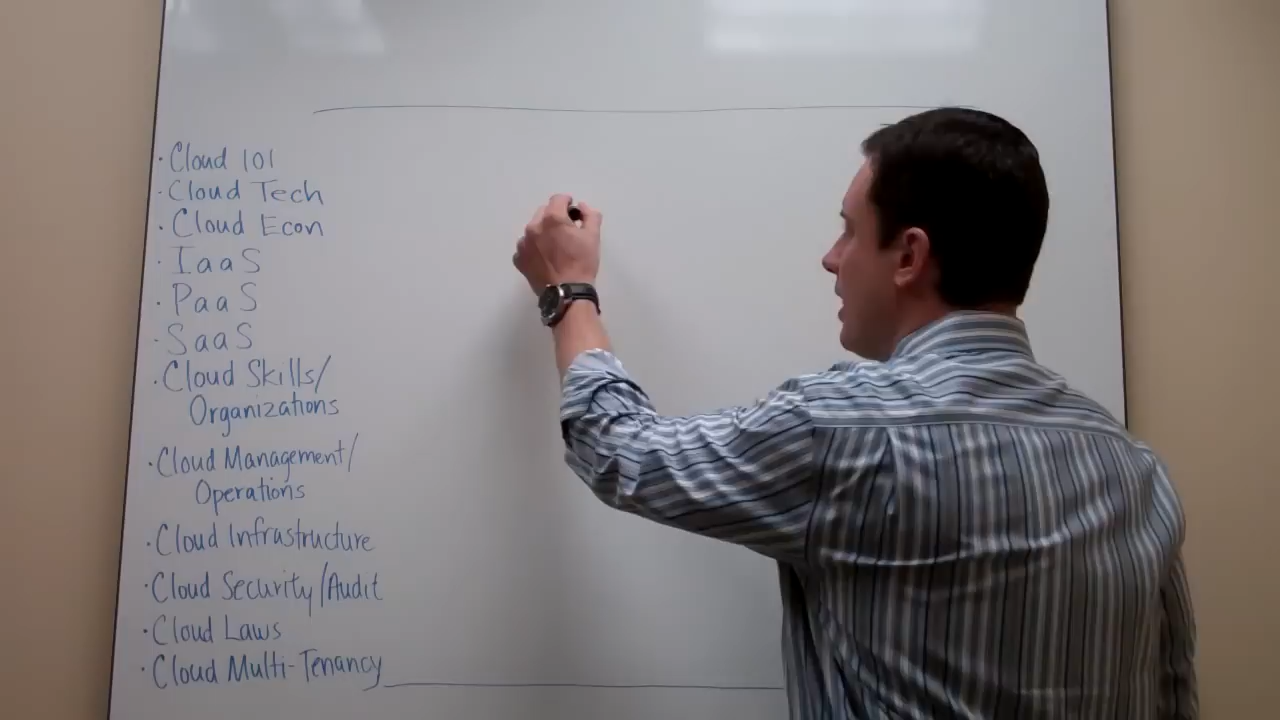 · Cloud 101
· Cloud Tech
· Cloud Econ
· IaaS
· PaaS
· SaaS
· Cloud Skills/
Organizations
· Cloud Management/
Operations
· Cloud Infrastructure
· Cloud Security/Audit
· Cloud Laws
· Cloud Multi-Tenancy